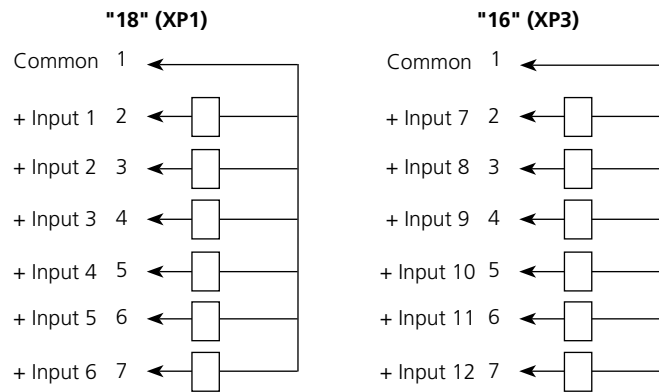 "18" (XP1)
Common 1
+ Input 1 2
+ Input 2 3
+ Input 3 4
+ Input 4 5
+ Input 5 6
+ Input 6 7
"16" (XP3)
Common 1
+ Input 7 2
+ Input 8 3
+ Input 9 4
+ Input 10 5
+ Input 11 6
+ Input 12 7